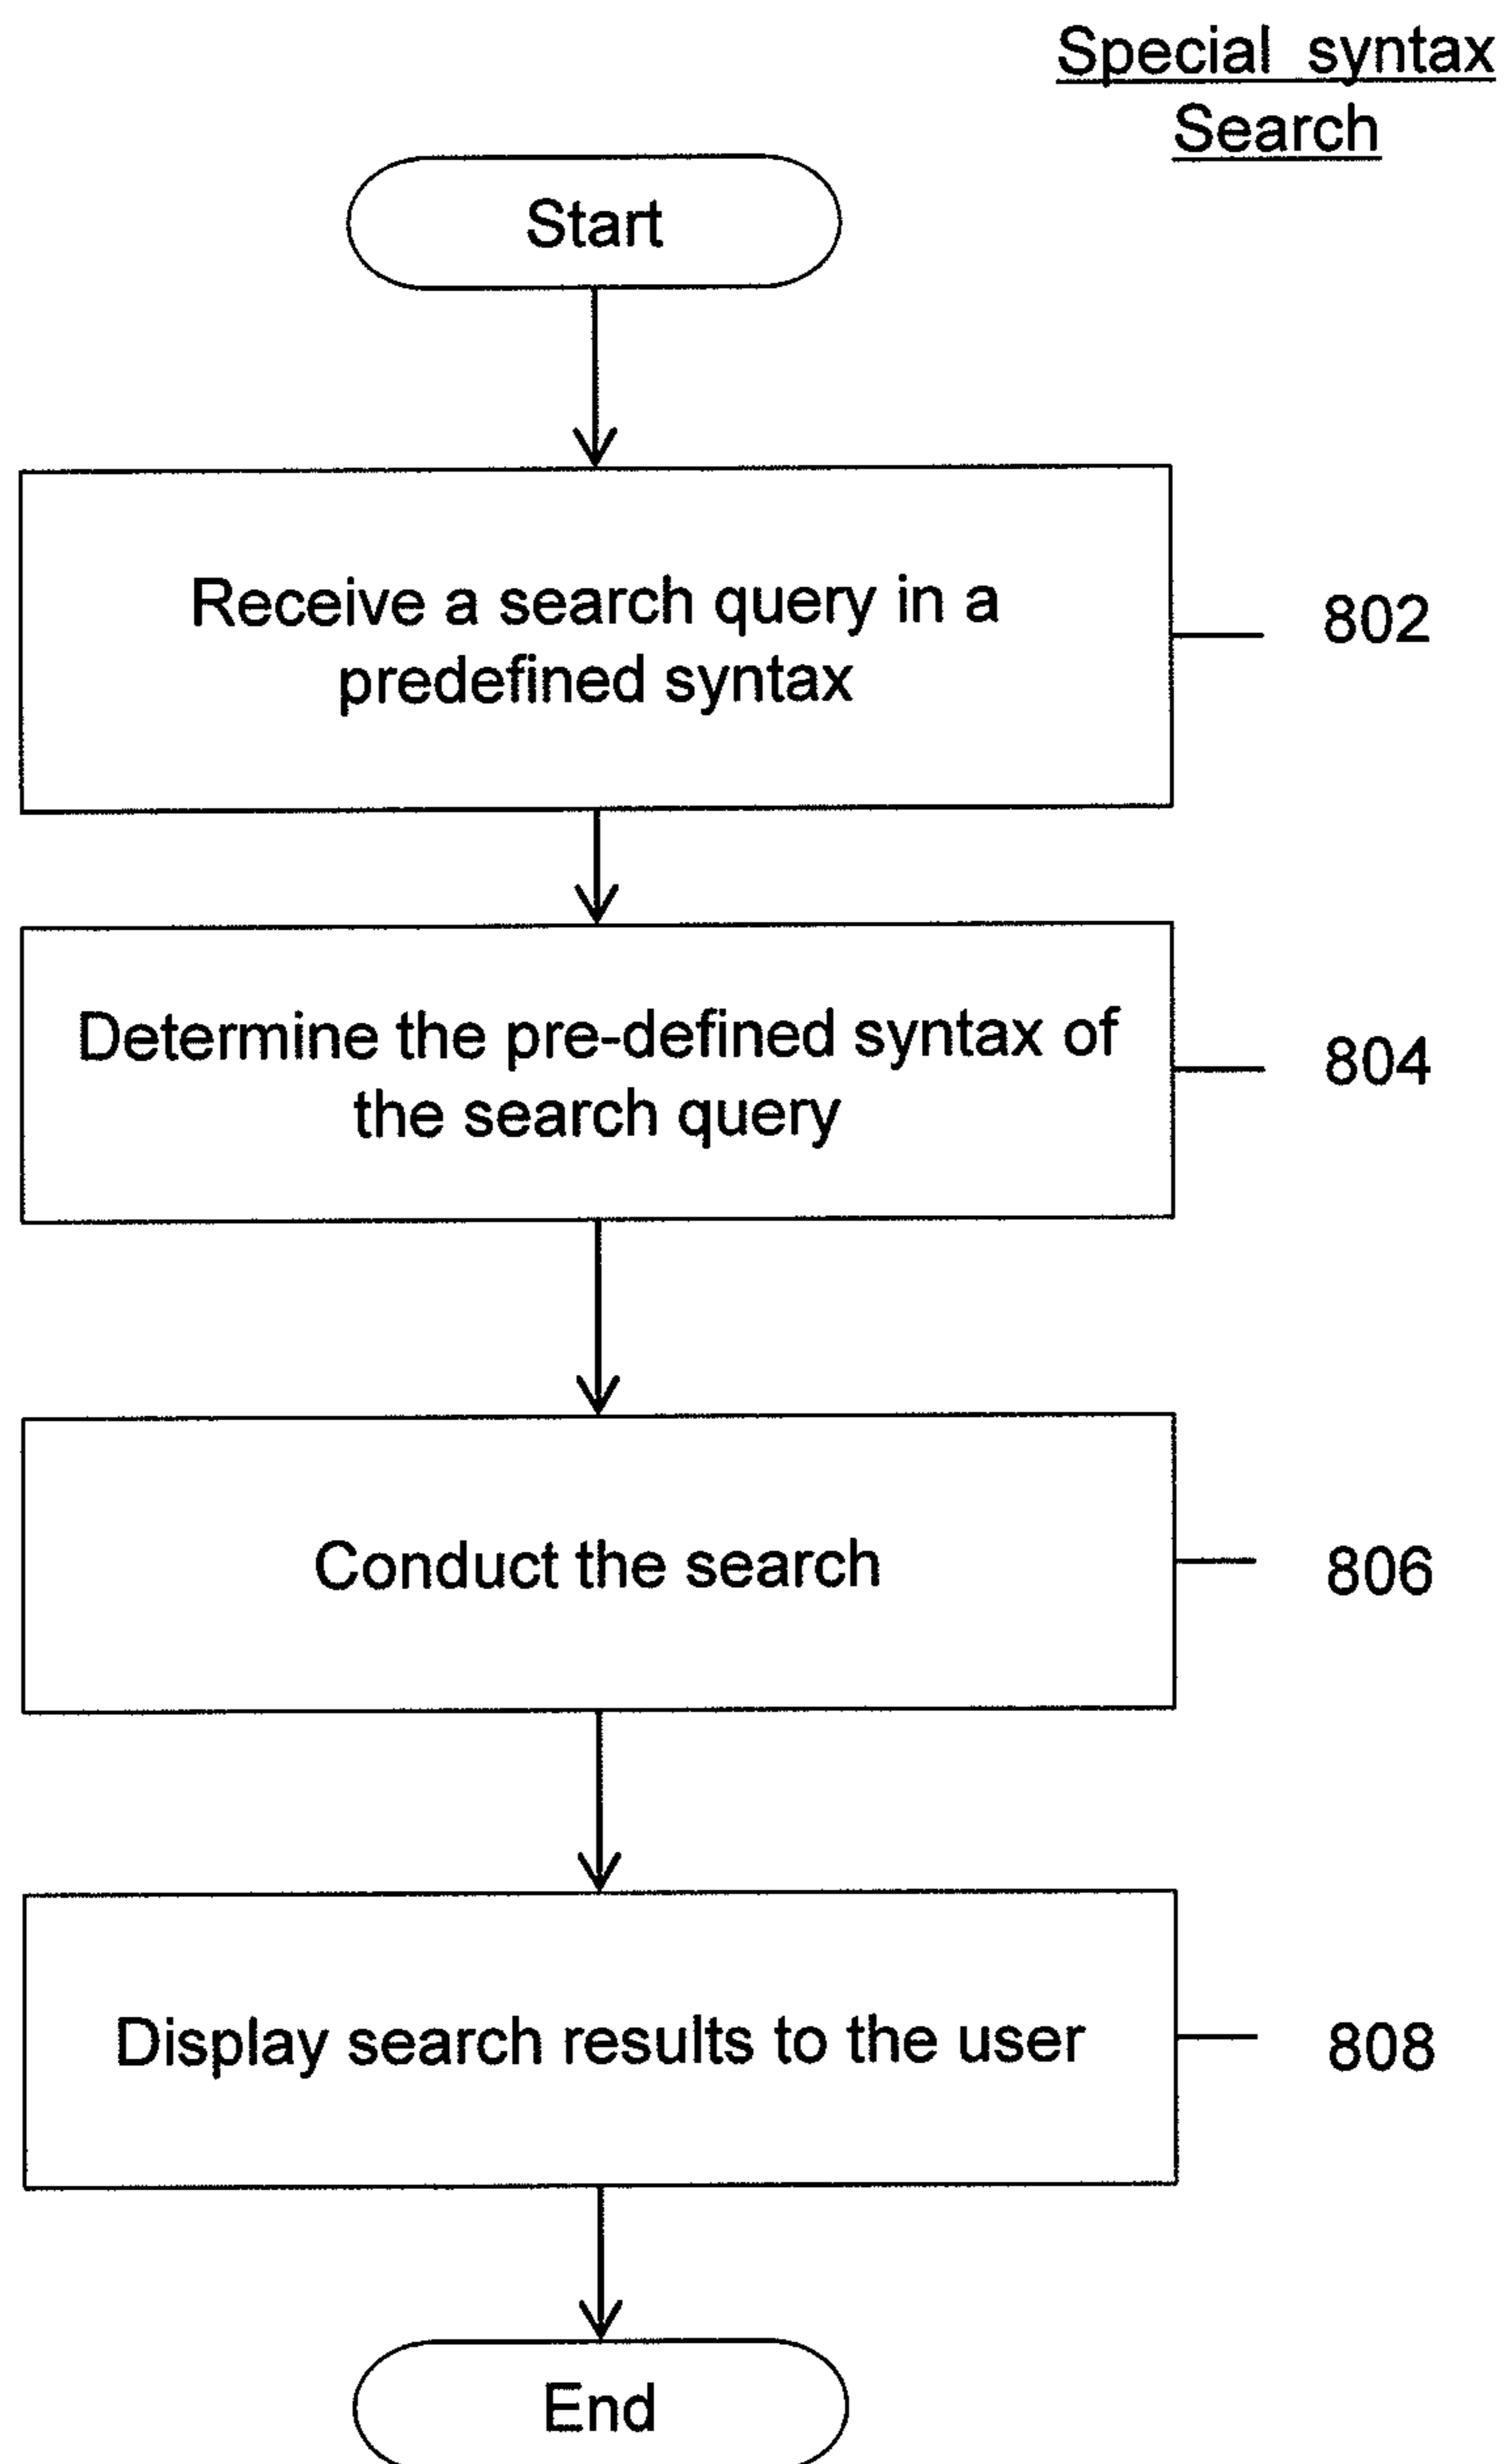 Special syntax
Search
Start
Receive a search query in a
predefined syntax
802
Determine the pre-defined syntax of
the search query
804
Conduct the search
806
Display search results to the user
808
End